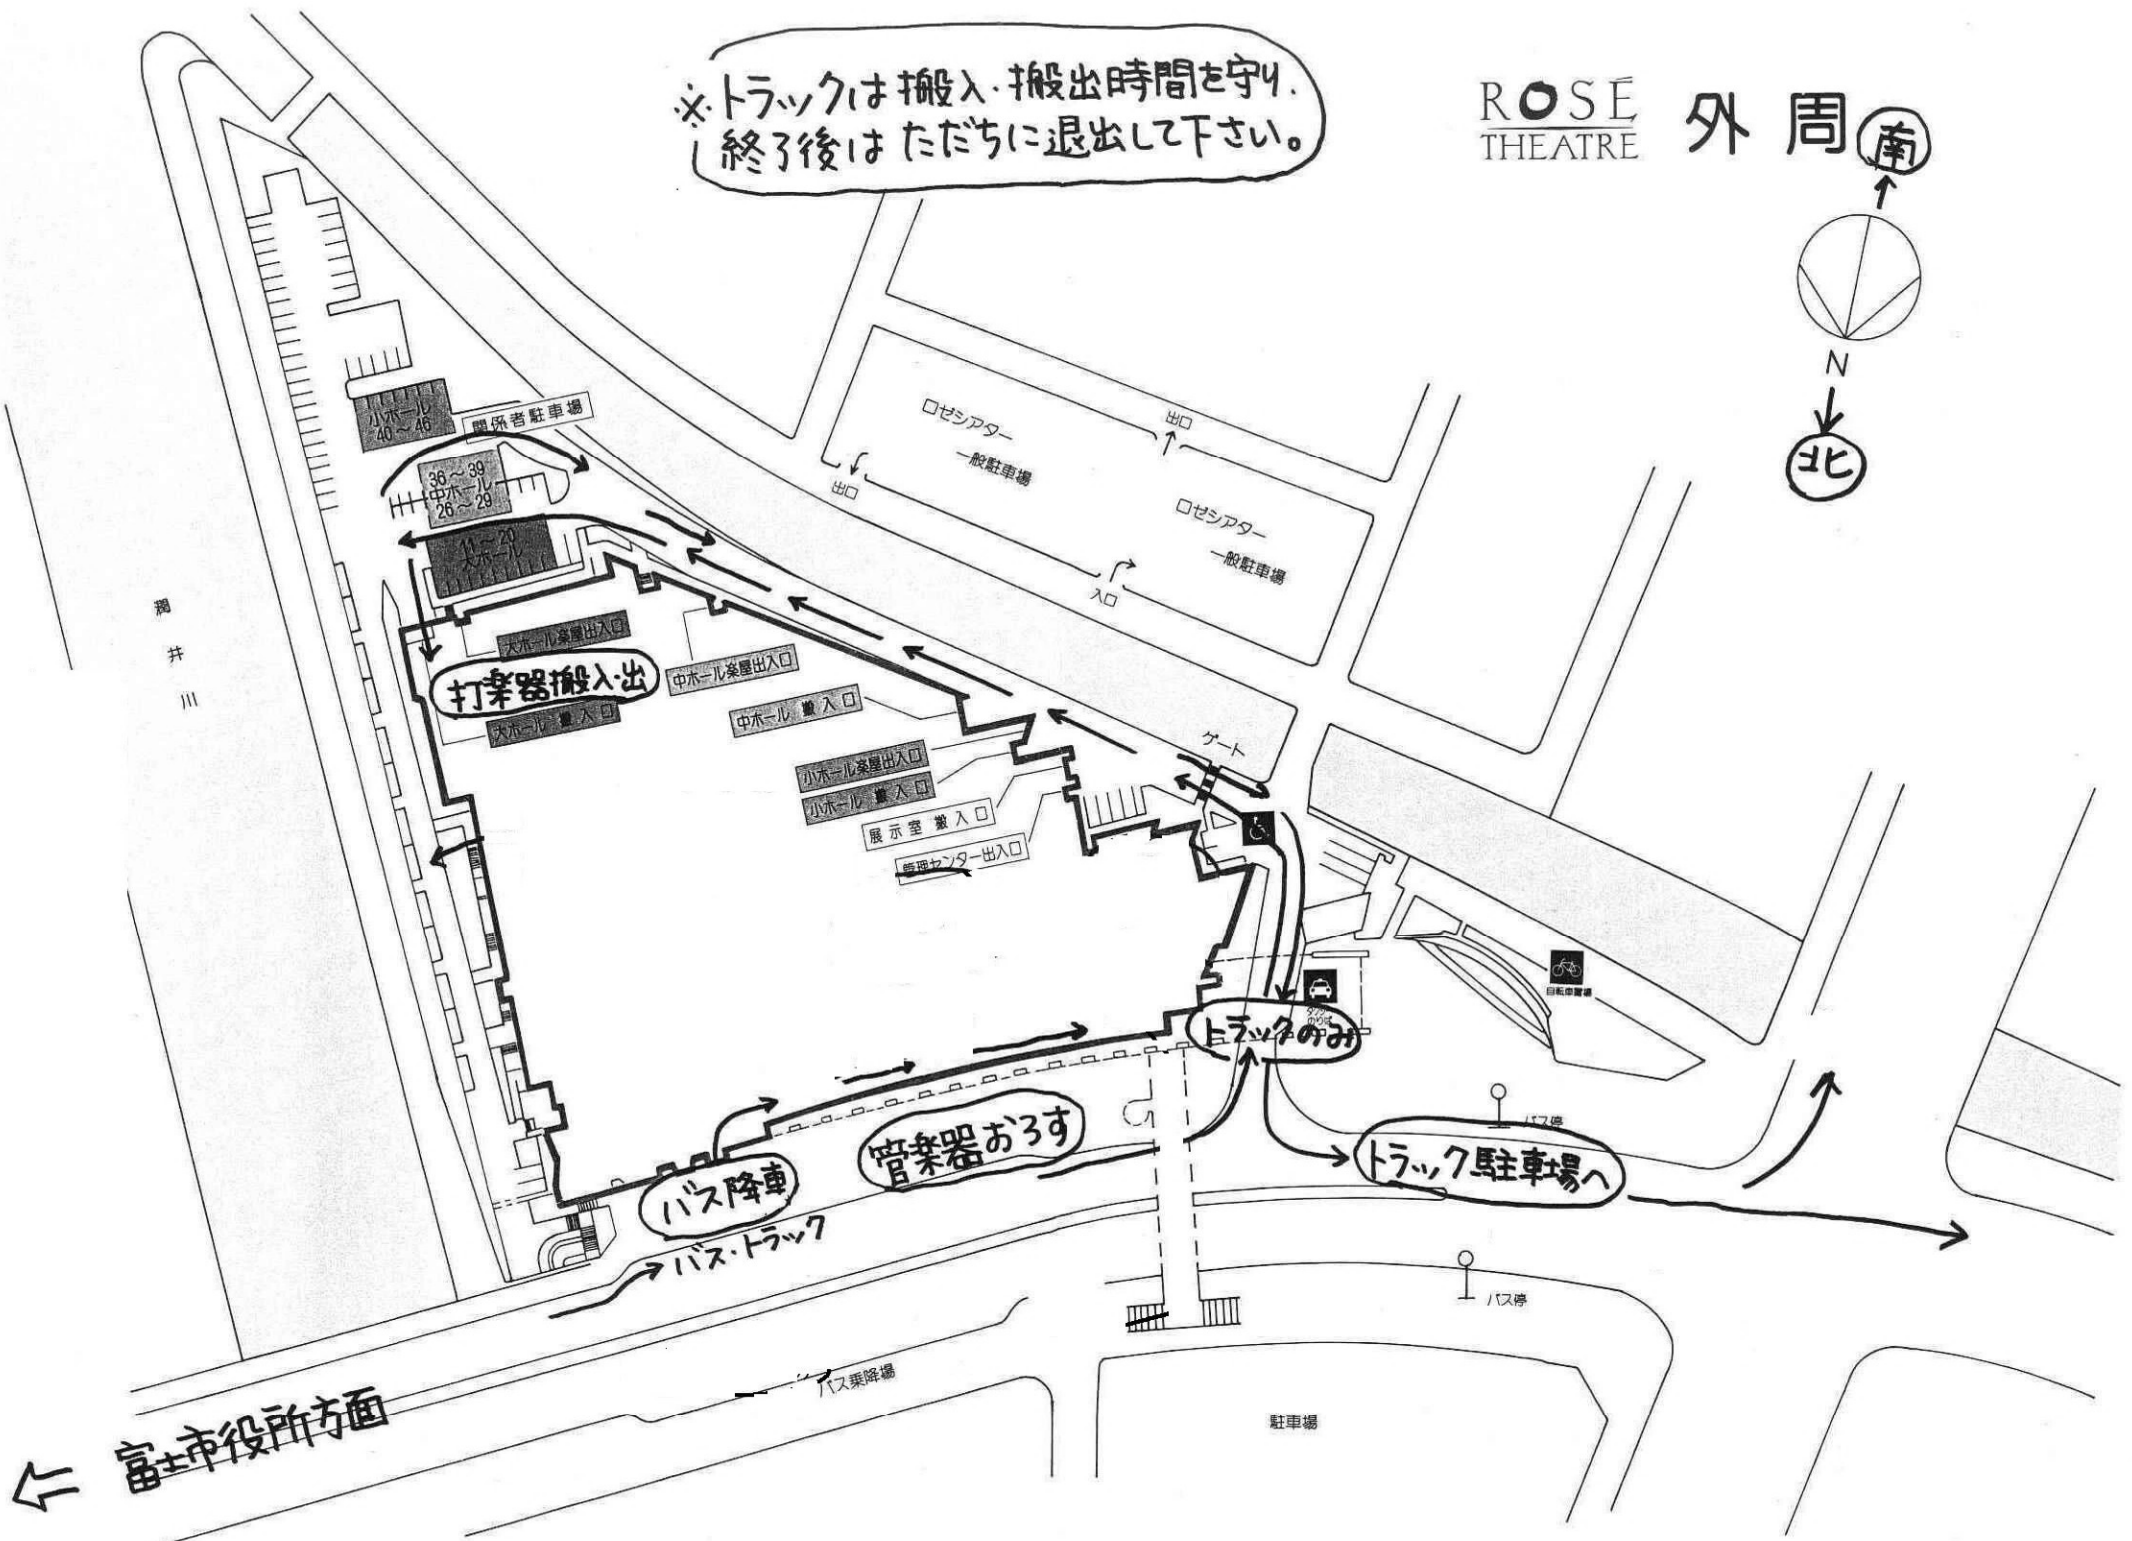 ※トラックは搬入・搬出時間を守り、
終了後はただちに退出して下さい。
ROSÉ
THEATRE
外周
南
N
北
小ホール
40～46
関係者駐車場
36～39
中ホール
26～29
11～20
大ホール
ロゼシアター
一般駐車場
出口
出口
ロゼシアター
一般駐車場
入口
潤井川
大ホール楽屋出入口
打楽器搬入・出
大ホール 搬入口
中ホール楽屋出入口
中ホール 搬入口
小ホール楽屋出入口
小ホール 搬入口
展示室 搬入口
管理センター出入口
ゲート
自転車置場
タクシー
のりば
トラックのみ
バス停
管楽器おろす
トラック駐車場へ
バス降車
バス・トラック
バス停
バス乗降場
駐車場
富士市役所方面